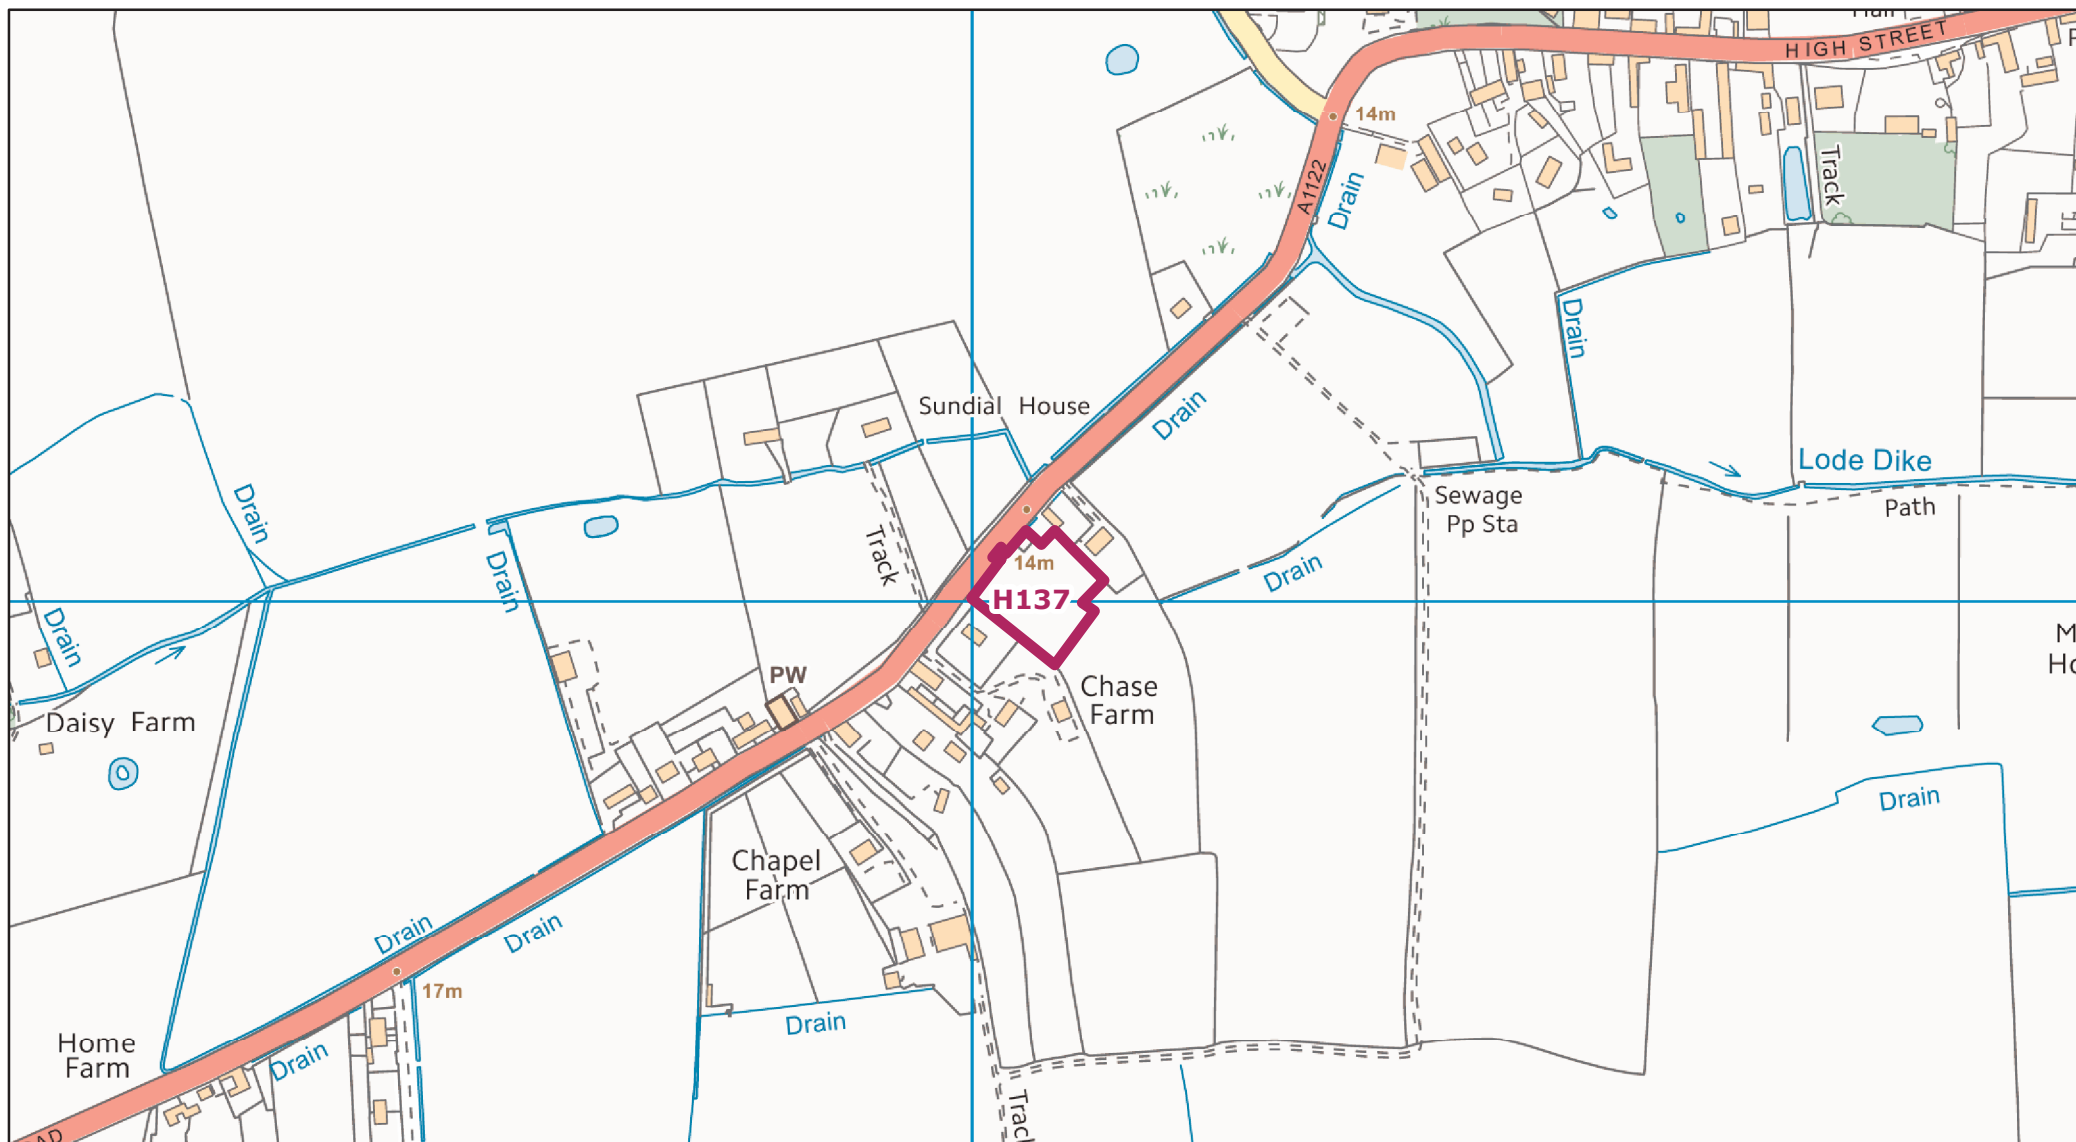 HIGH STREET
14m
A1122
Drain
Track
Drain
Sundial House
Drain
Lode Dike
Path
Sewage
Pp Sta
Drain
Drain
Track
14m
H137
Drain
Drain
Drain
PW
Chase
Farm
Daisy Farm
Drain
Chapel
Farm
Drain
Drain
17m
Drain
Home
Farm
Drain
Track